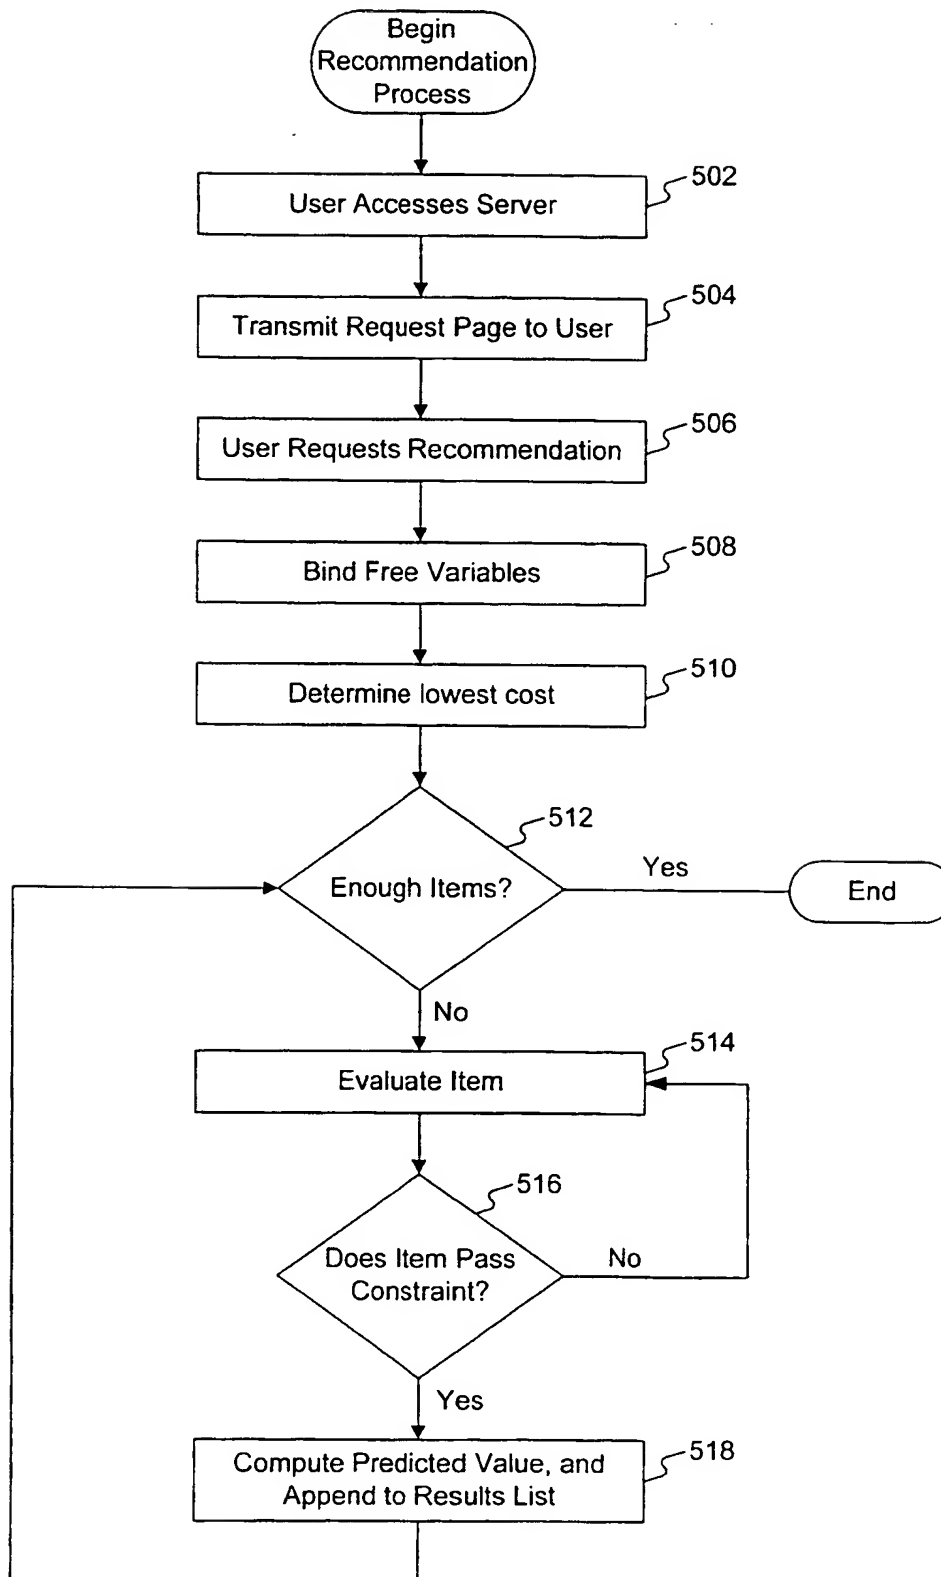 Begin
Recommendation
Process
502
User Accesses Server
504
Transmit Request Page to User
506
User Requests Recommendation
508
Bind Free Variables
510
Determine lowest cost
512
Enough Items?
Yes
End
No
514
Evaluate Item
516
Does Item Pass
Constraint?
No
Yes
518
Compute Predicted Value, and
Append to Results List